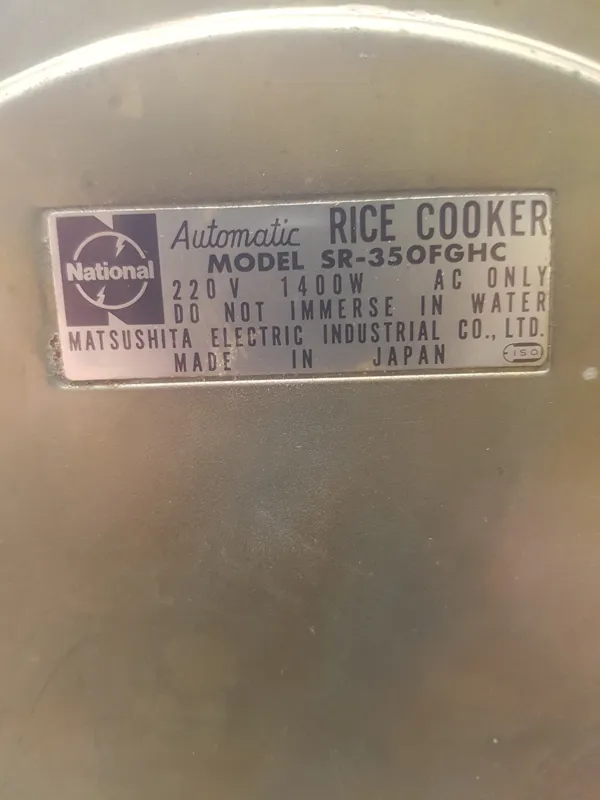 National
Automatic RICE COOKER
MODEL SR-350FGHC
220V 1400W AC ONLY
DO NOT IMMERSE IN WATER
MATSUSHITA ELECTRIC INDUSTRIAL CO., LTD.
MADE IN JAPAN
150